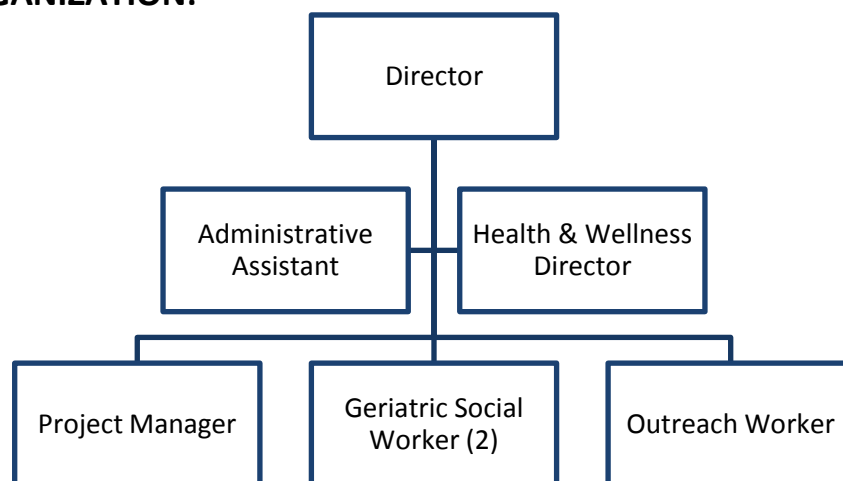 Director
Administrative
Assistant
Health & Wellness
Director
Project Manager
Geriatric Social
Worker (2)
Outreach Worker